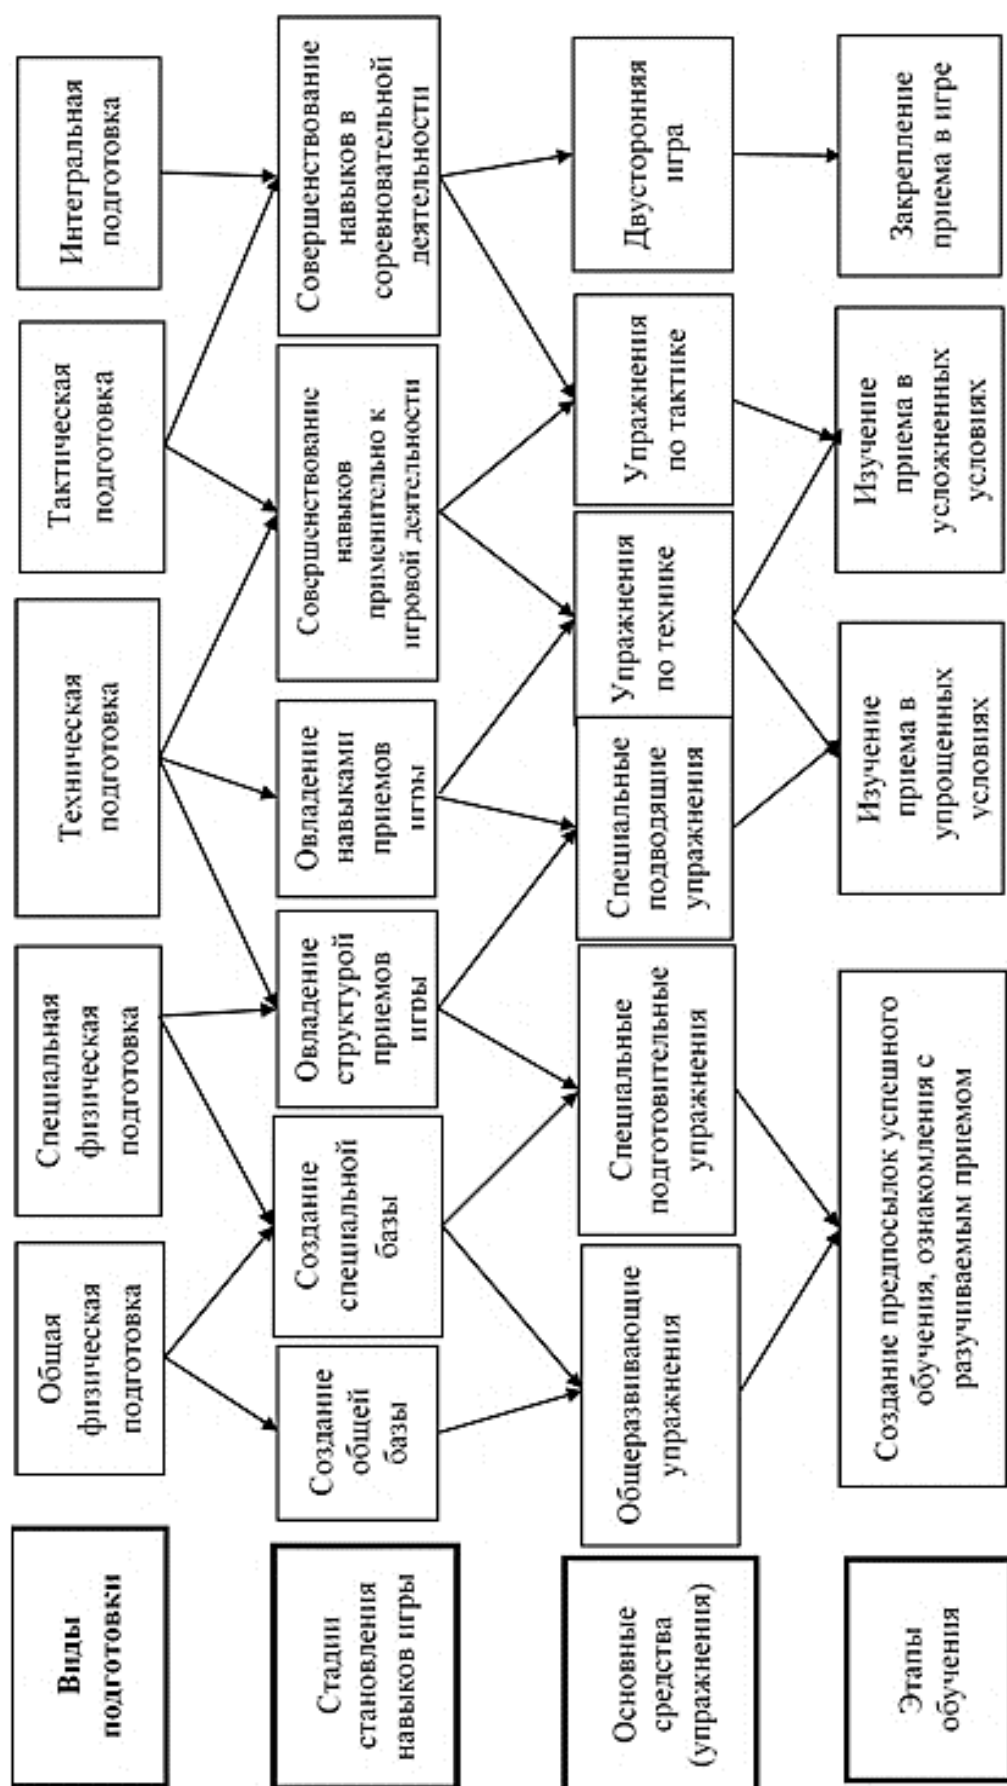 Виды
подготовки
Общая
физическая
подготовка
Специальная
физическая
подготовка
Техническая
подготовка
Тактическая
подготовка
Интегральная
подготовка
Стадии
становления
навыков игры
Создание
общей
базы
Создание
специальной
базы
Овладение
структурой
приемов
игры
Овладение
навыками
приемов
игры
Совершенствование
навыков
применительно к
игровой деятельности
Совершенствование
навыков в
соревновательной
деятельности
Основные
средства
(упражнения)
Общеразвивающие
упражнения
Специальные
подготовительные
упражнения
Специальные
подводящие
упражнения
Упражнения
по технике
Упражнения
по тактике
Двусторонняя
игра
Этапы
обучения
Создание предпосылок успешного
обучения, ознакомления с
разучиваемым приемом
Изучение
приема в
упрощенных
условиях
Изучение
приема в
усложненных
условиях
Закрепление
приема в игре